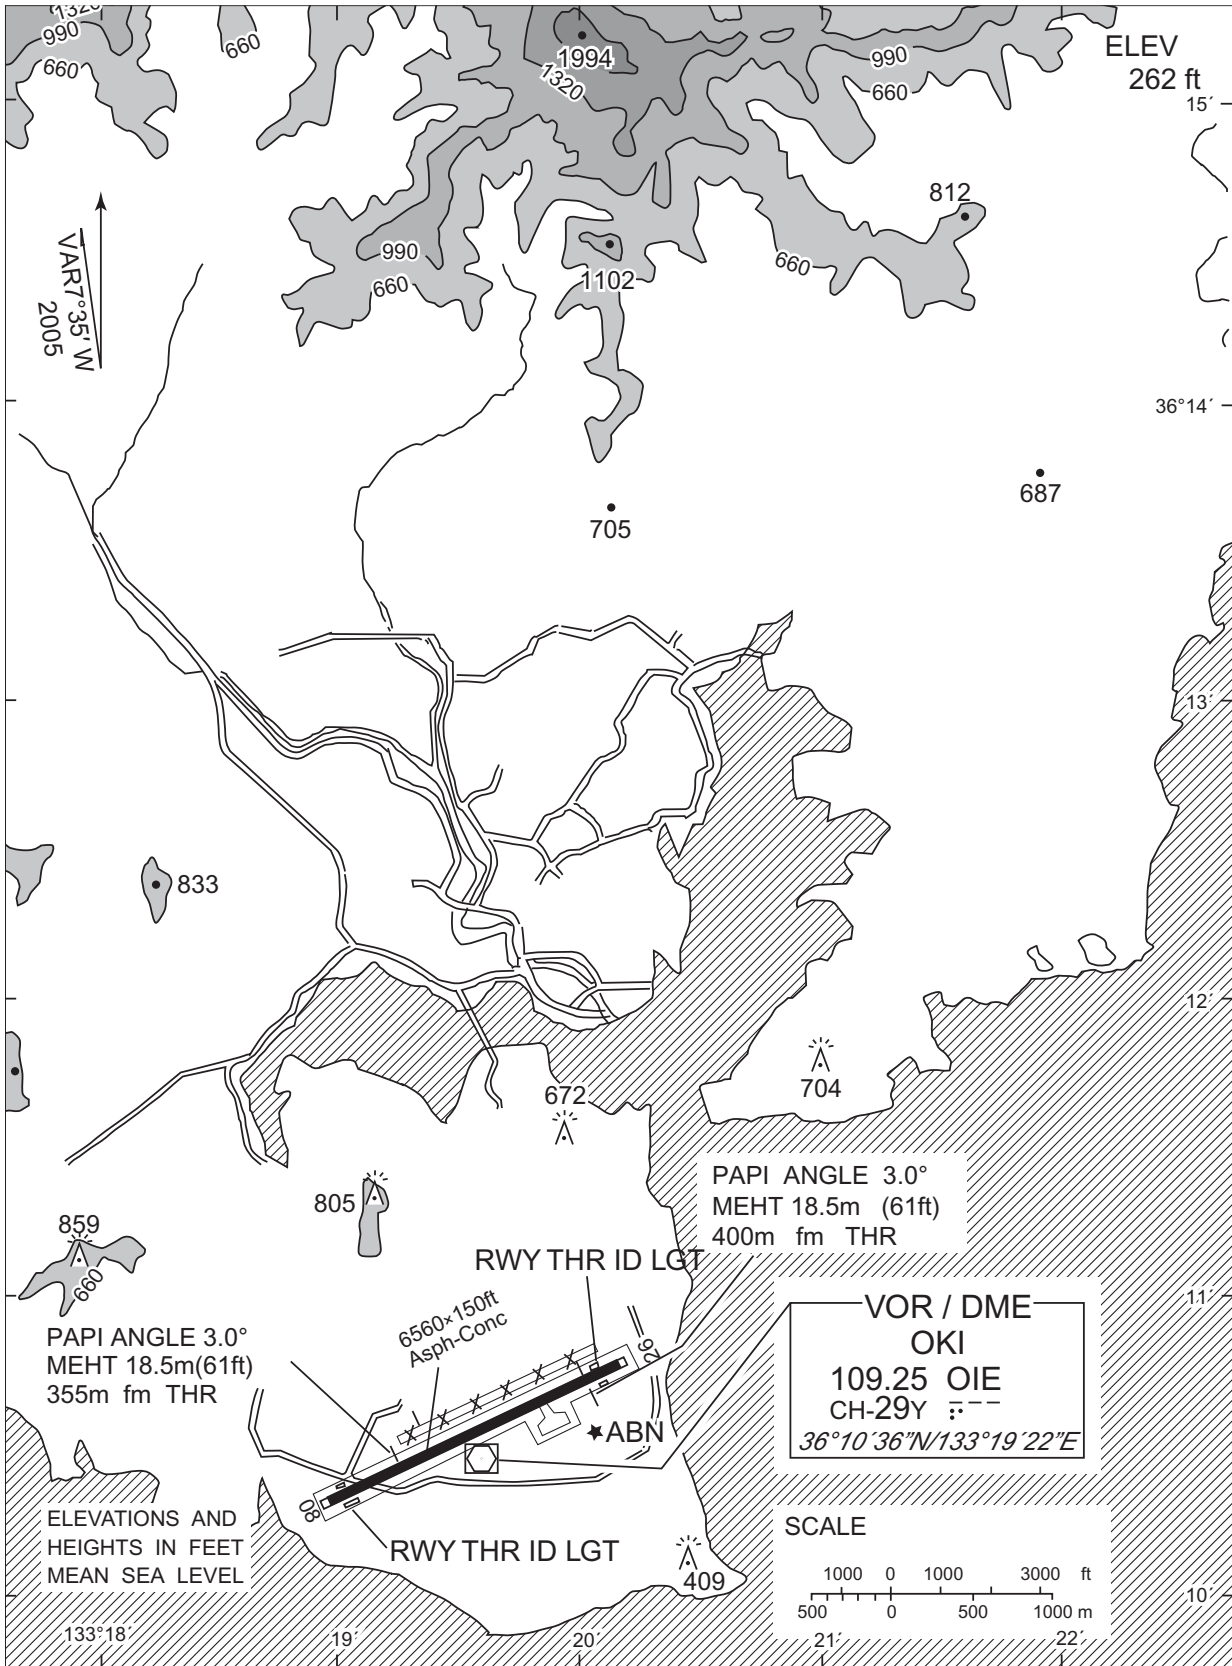 1320
990
660
660
1994
1320
990
660
ELEV
262 ft
15´
812
VAR7°35′ W
2005
990
660
1102
660
36°14´
687
705
13´
833
12´
704
672
805
859
660
PAPI ANGLE 3.0°
MEHT 18.5m (61ft)
400m fm THR
RWY THR ID LGT
11´
6560×150ft
Asph-Conc
26
PAPI ANGLE 3.0°
MEHT 18.5m(61ft)
355m fm THR
VOR / DME
OKI
109.25 OIE
CH-29Y
36°10´36”N/133°19´22”E
ABN
08
ELEVATIONS AND
HEIGHTS IN FEET
MEAN SEA LEVEL
RWY THR ID LGT
409
SCALE
1000 0 1000 3000 ft
500 0 500 1000 m
10´
133°18´ 19´ 20´ 21´ 22´